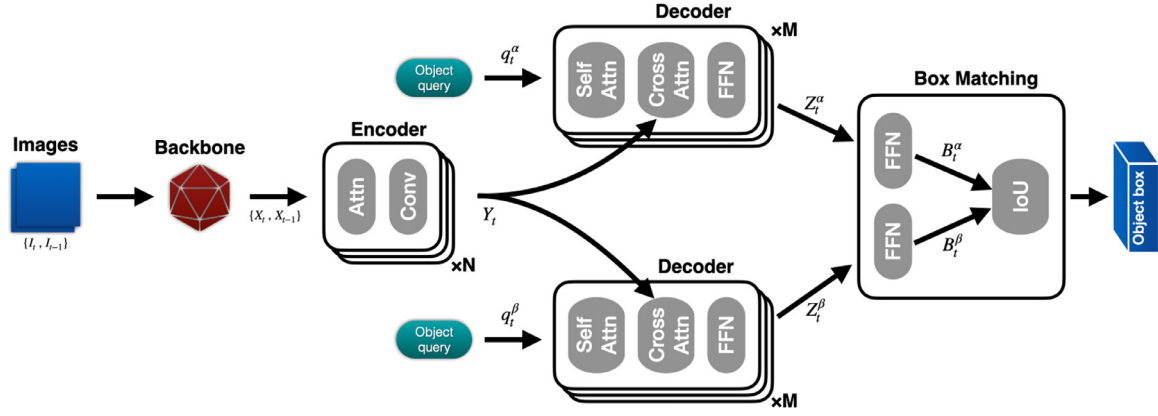 Images
{I_t , I_{t−1}}
Backbone
{X_t , X_{t−1}}
Encoder
Attn
Conv
×N
Y_t
Object
query
q_t^α
Decoder
×M
Self
Attn
Cross
Attn
FFN
Z_t^α
Object
query
q_t^β
Decoder
Self
Attn
Cross
Attn
FFN
×M
Z_t^β
Box Matching
FFN
B_t^α
FFN
B_t^β
IoU
Object box